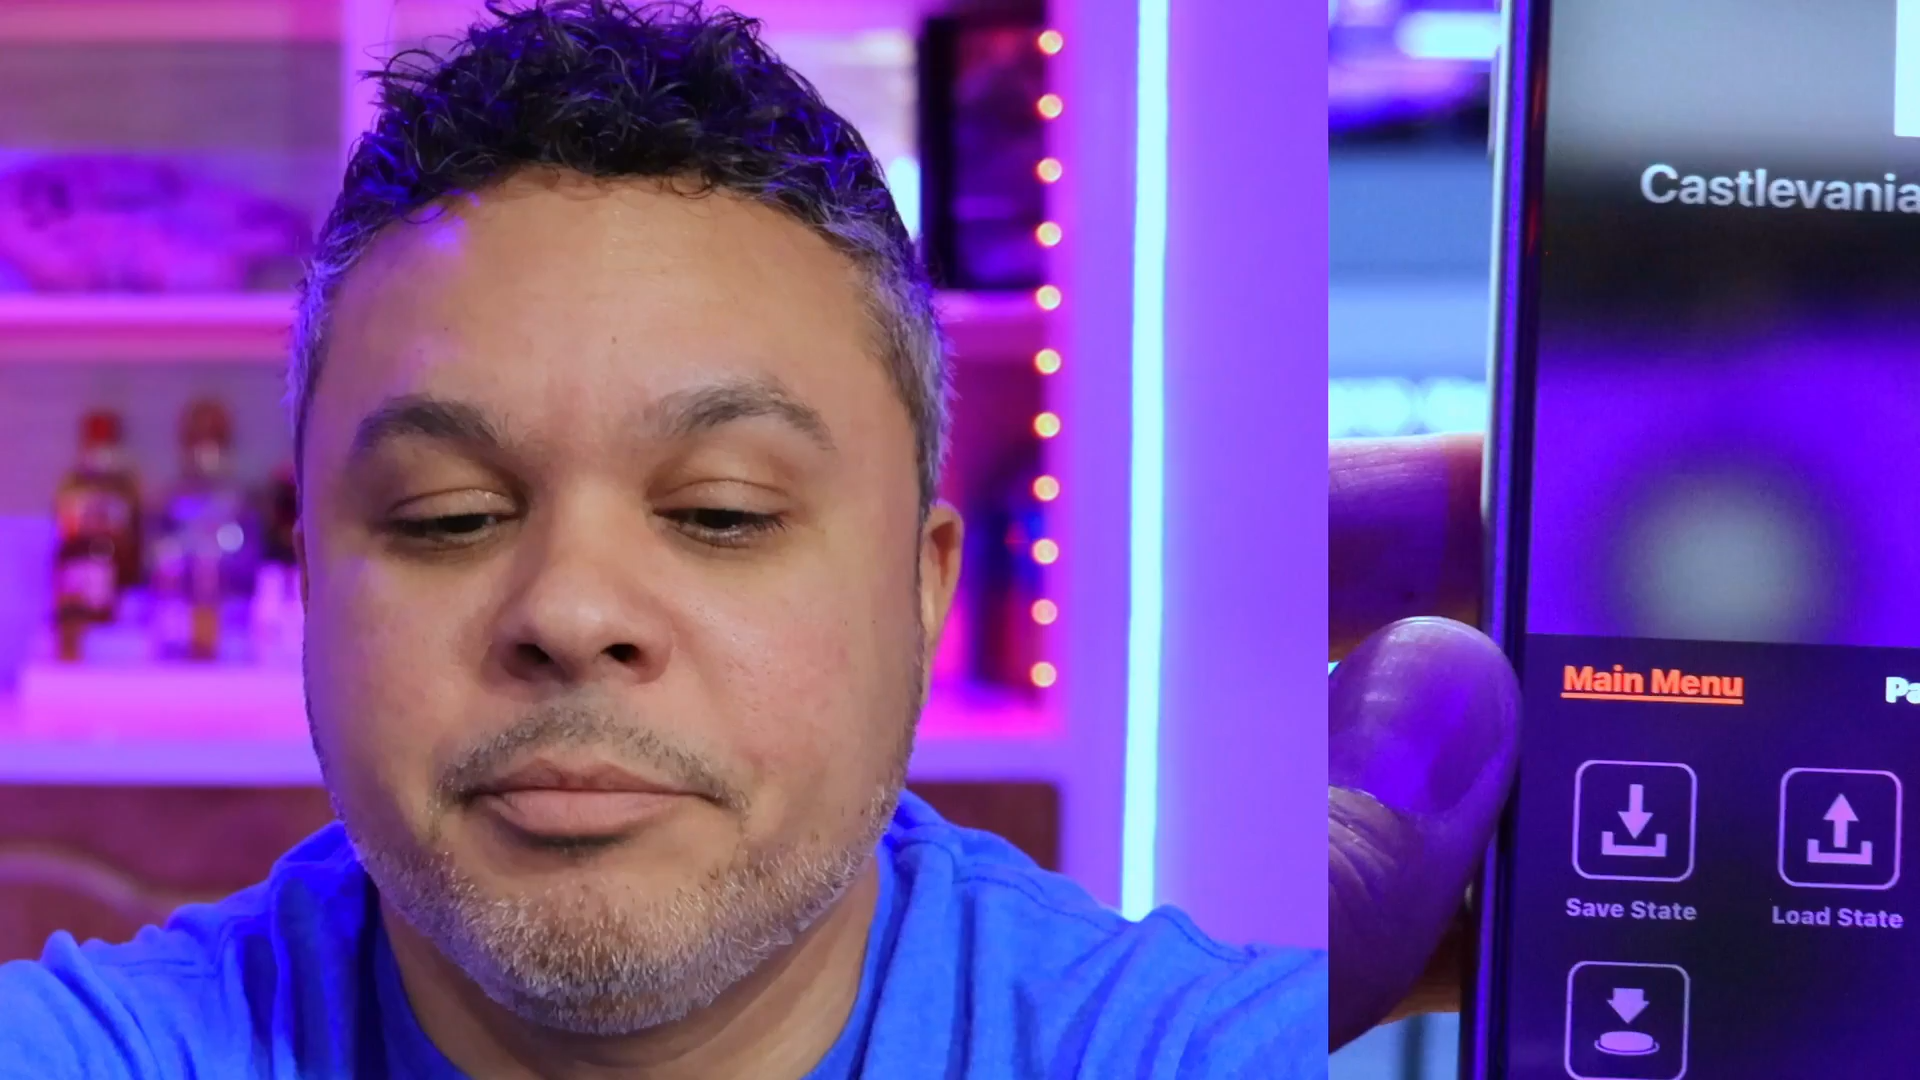 Castlevania
Main Menu
Save State
Load State